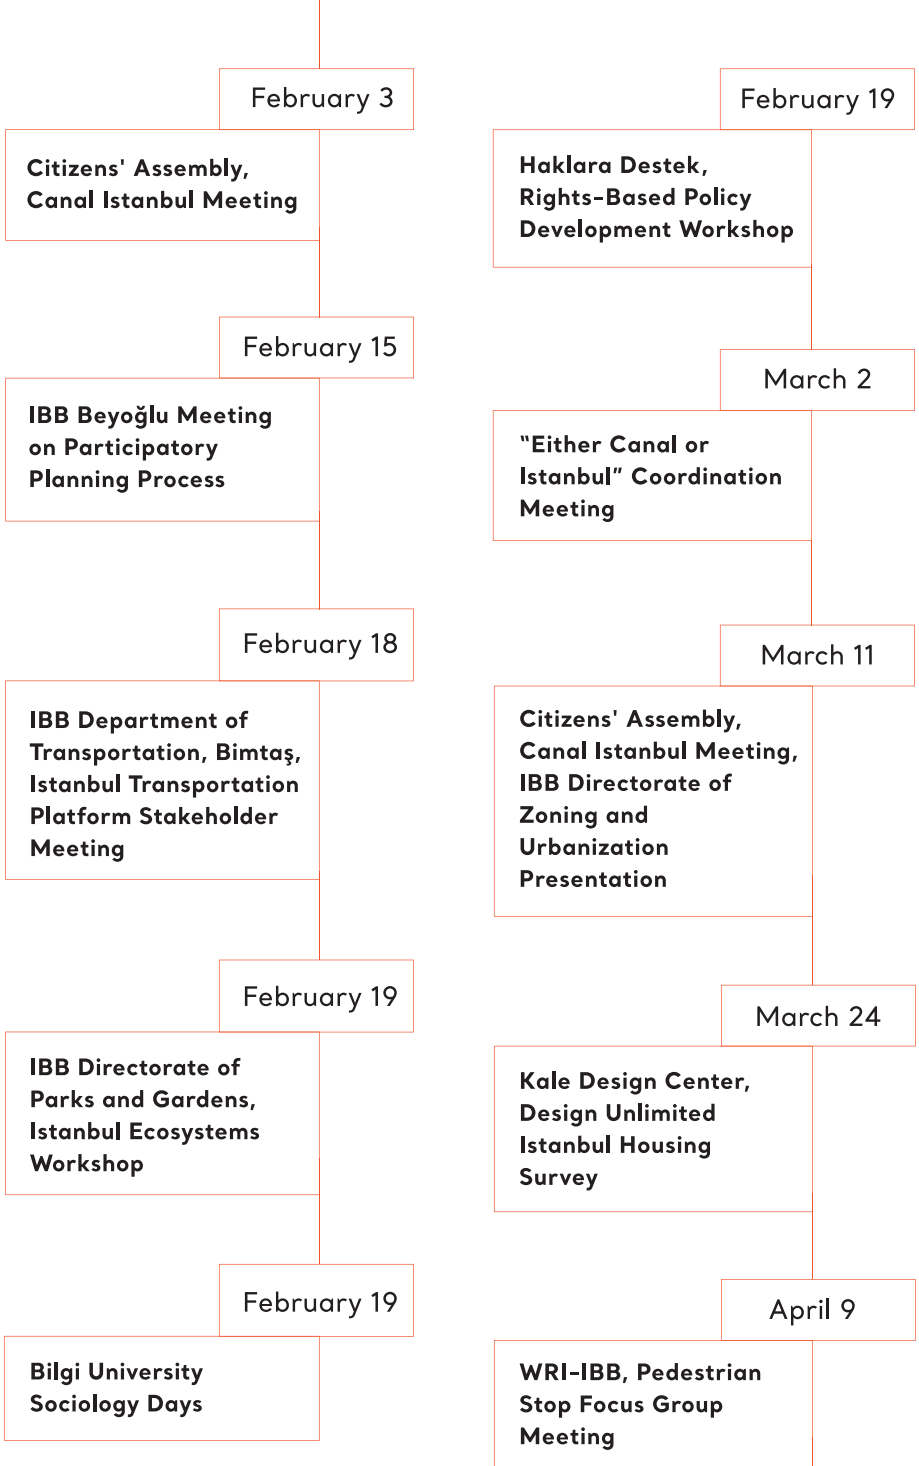 February 3
Citizens' Assembly,
Canal Istanbul Meeting
February 15
IBB Beyoğlu Meeting
on Participatory
Planning Process
February 18
IBB Department of
Transportation, Bimtaş,
Istanbul Transportation
Platform Stakeholder
Meeting
February 19
IBB Directorate of
Parks and Gardens,
Istanbul Ecosystems
Workshop
February 19
Bilgi University
Sociology Days
February 19
Haklara Destek,
Rights-Based Policy
Development Workshop
March 2
“Either Canal or
Istanbul” Coordination
Meeting
March 11
Citizens' Assembly,
Canal Istanbul Meeting,
IBB Directorate of
Zoning and
Urbanization
Presentation
March 24
Kale Design Center,
Design Unlimited
Istanbul Housing
Survey
April 9
WRI-IBB, Pedestrian
Stop Focus Group
Meeting